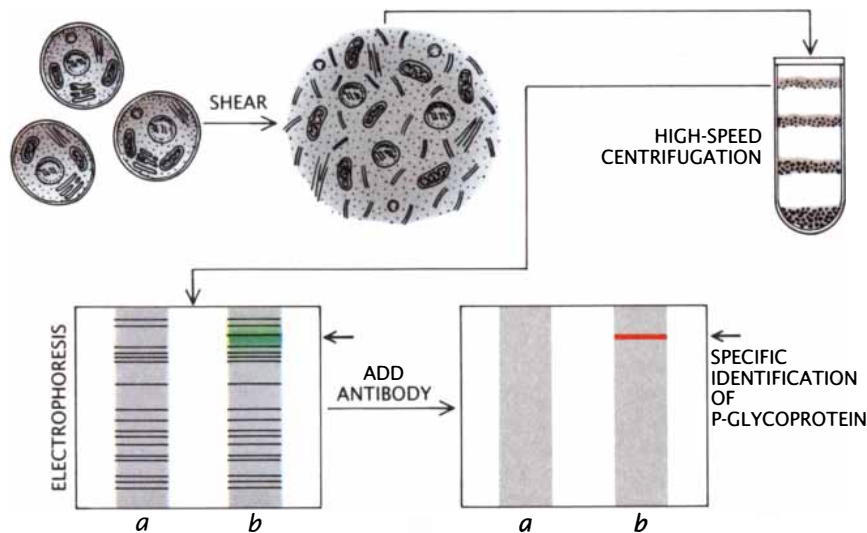 SHEAR
HIGH-SPEED
CENTRIFUGATION
ELECTROPHORESIS
ADD
ANTIBODY
SPECIFIC
IDENTIFICATION
OF
P-GLYCOPROTEIN
a
b
a
b